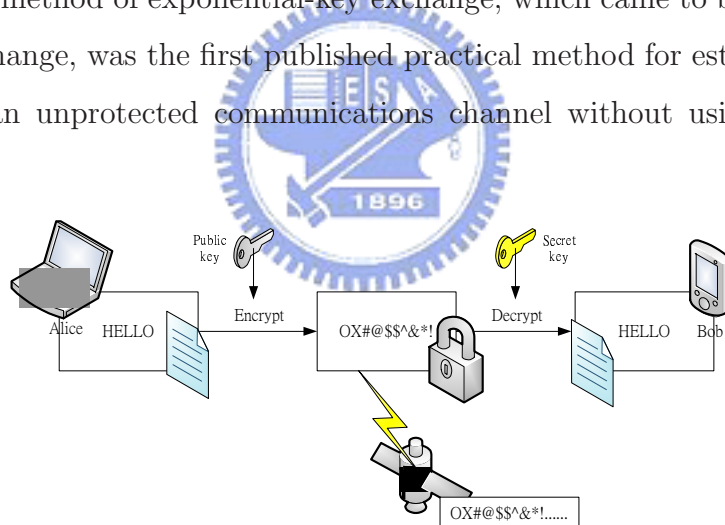 method of exponential-key exchange, which came to b
hange, was the first published practical method for est
an unprotected communications channel without usi
E S A
1896
Public key
Secret key
Encrypt
Decrypt
Alice
HELLO
OX#@$$^&*!
HELLO
Bob
OX#@$$^&*!......